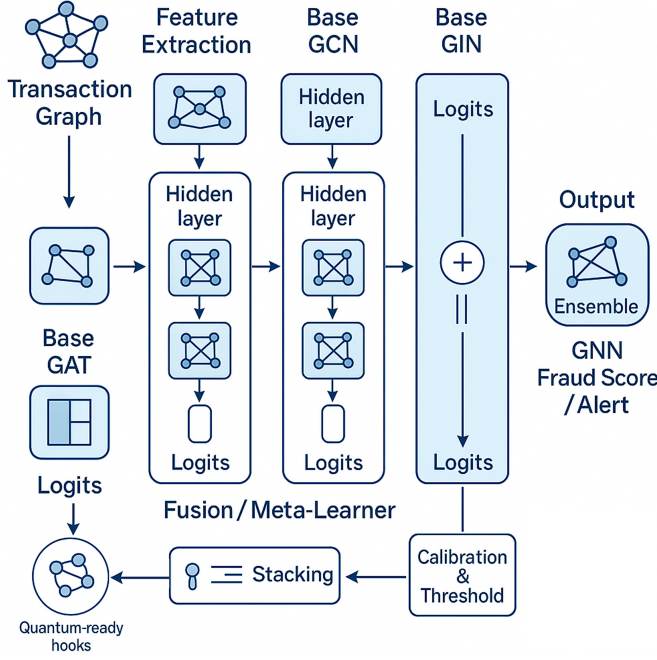 Transaction
Graph
Feature
Extraction
Base
GCN
Base
GIN
Hidden
layer
Logits
Hidden
layer
Hidden
layer
Output
Ensemble
GNN
Fraud Score
/ Alert
Base
GAT
Logits
Logits
Logits
Logits
Fusion / Meta-Learner
Stacking
Calibration
&
Threshold
Quantum-ready
hooks